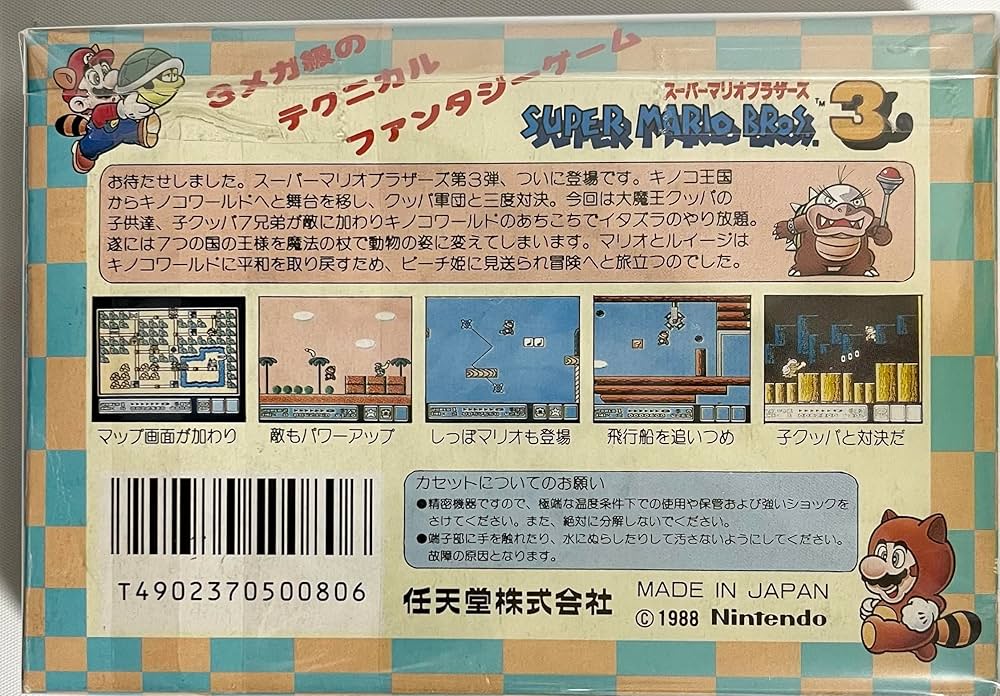 3メガ級の
テクニカル
ファンタジーゲーム
スーパーマリオブラザーズ
SUPER MARIO BROS.™ 3
お待たせしました。スーパーマリオブラザーズ第3弾、ついに登場です。キノコ王国
からキノコワールドへと舞台を移し、クッパ軍団と三度対決。今回は大魔王クッパの
子供達、子クッパ7兄弟が敵に加わりキノコワールドのあちこちでイタズラのやり放題。
遂には7つの国の王様を魔法の杖で動物の姿に変えてしまいます。マリオとルイージは
キノコワールドに平和を取り戻すため、ピーチ姫に見送られ冒険へと旅立つのでした。
マップ画面が加わり
敵もパワーアップ
しっぽマリオも登場
飛行船を追いつめ
子クッパと対決だ
カセットについてのお願い
●精密機器ですので、極端な温度条件下での使用や保管および強いショックを
さけてください。また、絶対に分解しないでください。
●端子部に手を触れたり、水にぬらしたりして汚さないようにしてください。
故障の原因となります。
T4902370500806
任天堂株式会社
MADE IN JAPAN
©1988 Nintendo